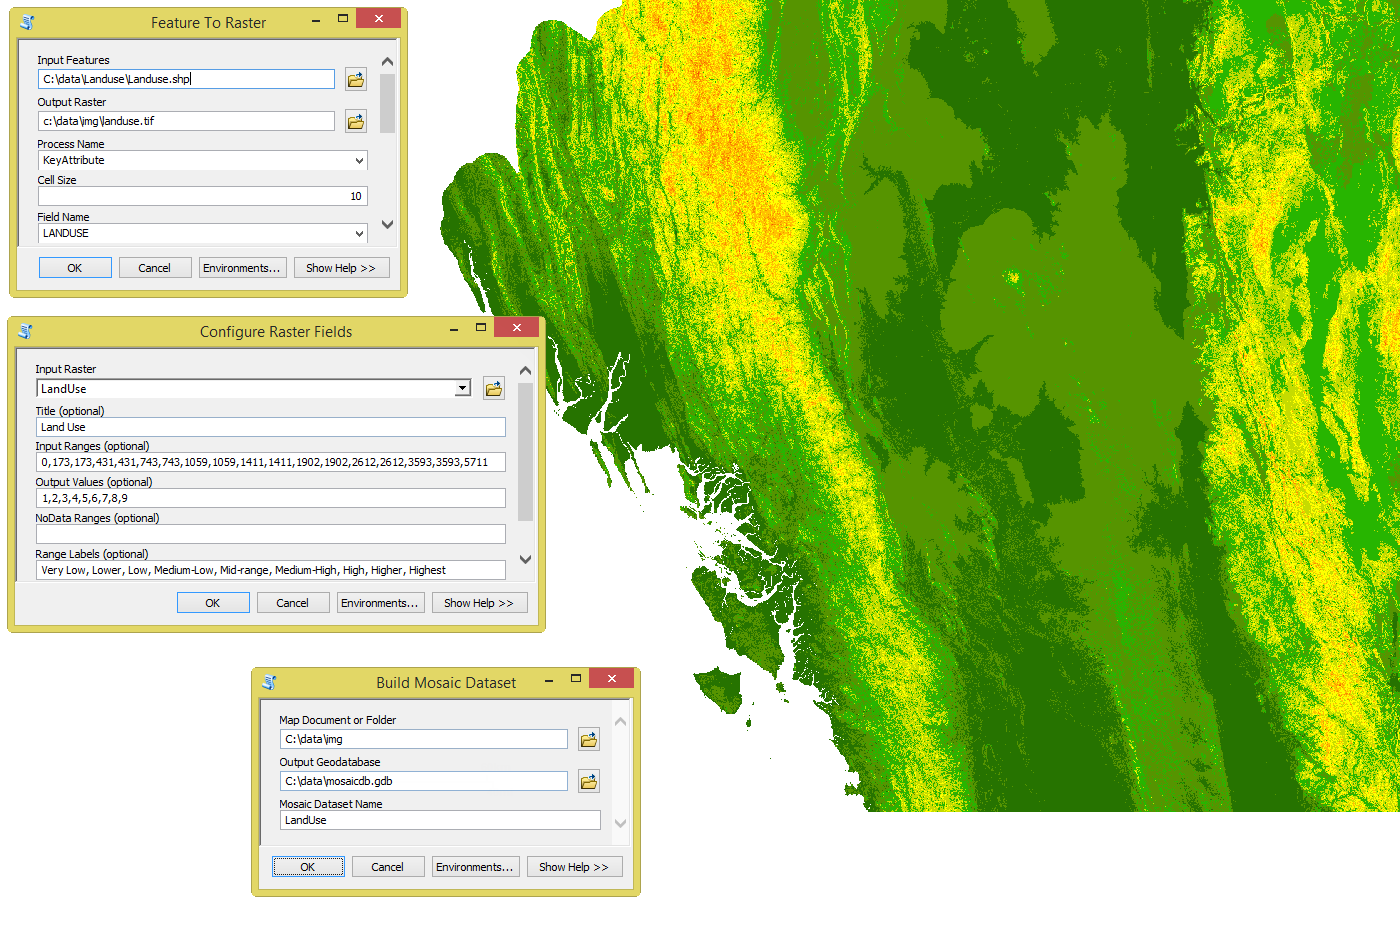 Feature To Raster
Input Features
C:\data\Landuse\Landuse.shp
Output Raster
c:\data\img\landuse.tif
Process Name
KeyAttribute
Cell Size
10
Field Name
LANDUSE
OK Cancel Environments... Show Help >>
Configure Raster Fields
Input Raster
LandUse
Title (optional)
Land Use
Input Ranges (optional)
0,173,173,431,431,743,743,1059,1059,1411,1411,1902,1902,2612,2612,3593,3593,5711
Output Values (optional)
1,2,3,4,5,6,7,8,9
NoData Ranges (optional)
Range Labels (optional)
Very Low, Lower, Low, Medium-Low, Mid-range, Medium-High, High, Higher, Highest
OK Cancel Environments... Show Help >>
Build Mosaic Dataset
Map Document or Folder
C:\data\img
Output Geodatabase
C:\data\mosaicdb.gdb
Mosaic Dataset Name
LandUse
OK Cancel Environments... Show Help >>